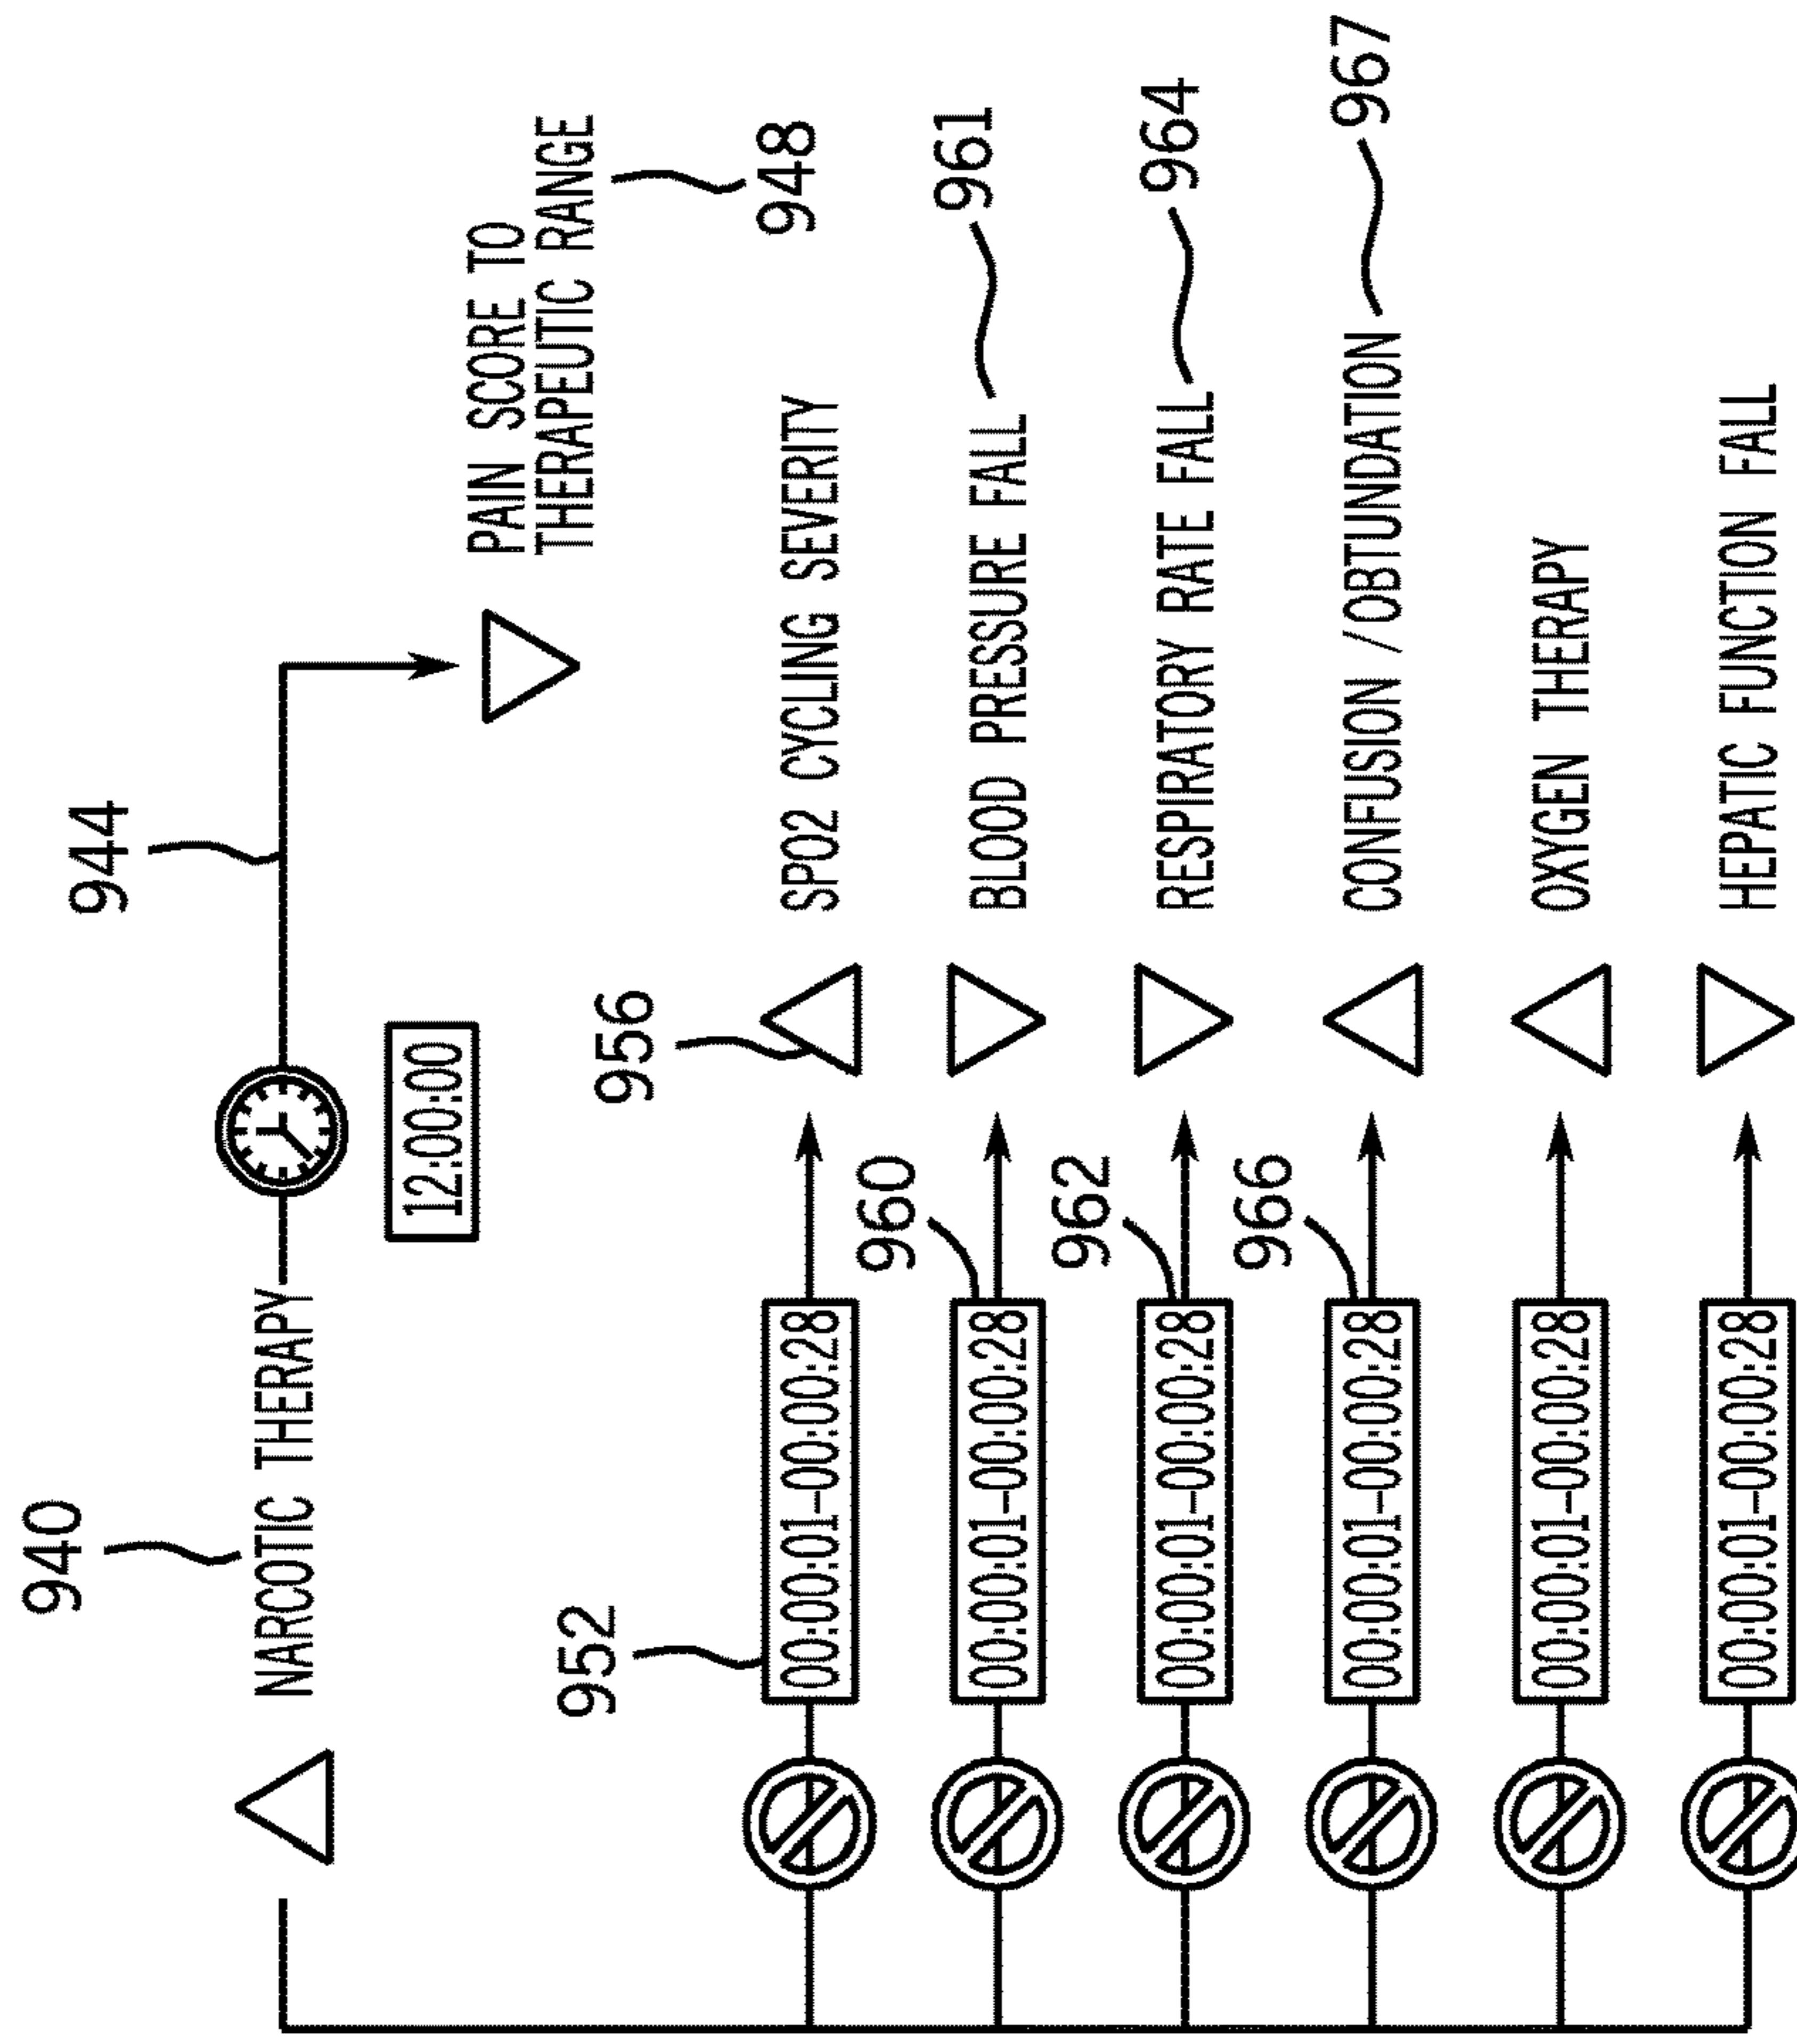 940
NARCOTIC THERAPY
944
12:00:00
PAIN SCORE TO
THERAPEUTIC RANGE
948
952
956
00:00:01-00:00:28
SPO2 CYCLING SEVERITY
960
00:00:01-00:00:28
BLOOD PRESSURE FALL
961
962
00:00:01-00:00:28
RESPIRATORY RATE FALL
964
966
00:00:01-00:00:28
CONFUSION / OBTUNDATION
967
00:00:01-00:00:28
OXYGEN THERAPY
00:00:01-00:00:28
HEPATIC FUNCTION FALL